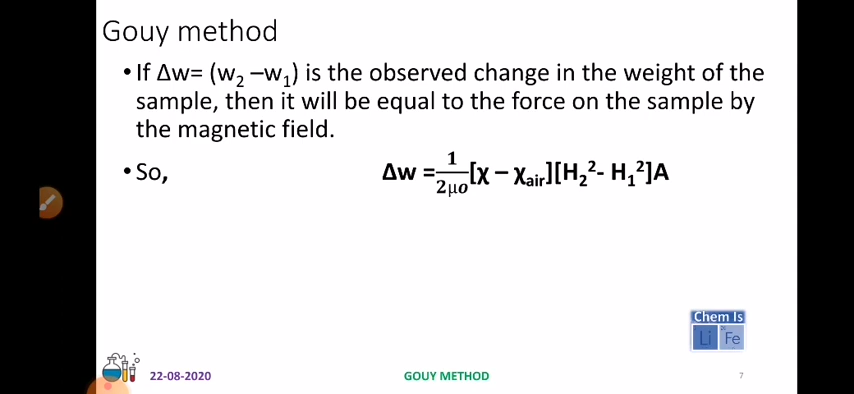 Gouy method
• If Δw= (w₂ –w₁) is the observed change in the weight of the
sample, then it will be equal to the force on the sample by
the magnetic field.
• So, Δw = 1/2μo [χ – χair][H₂²- H₁²]A
Chem Is
Li Fe
22-08-2020 GOUY METHOD 7